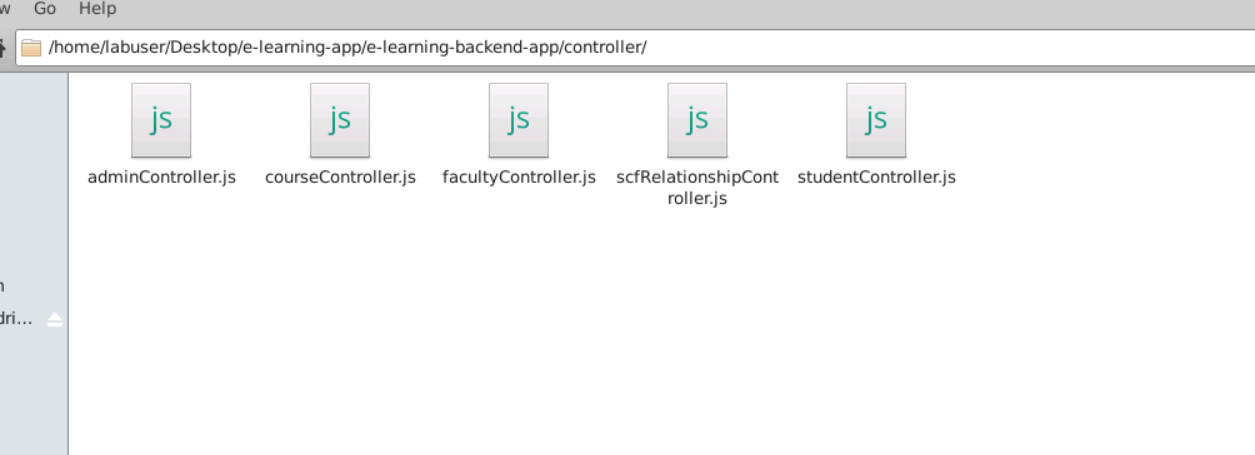 w Go Help
/home/labuser/Desktop/e-learning-app/e-learning-backend-app/controller/
js js js js js
adminController.js courseController.js facultyController.js scfRelationshipCont studentController.js
roller.js
n
dri...